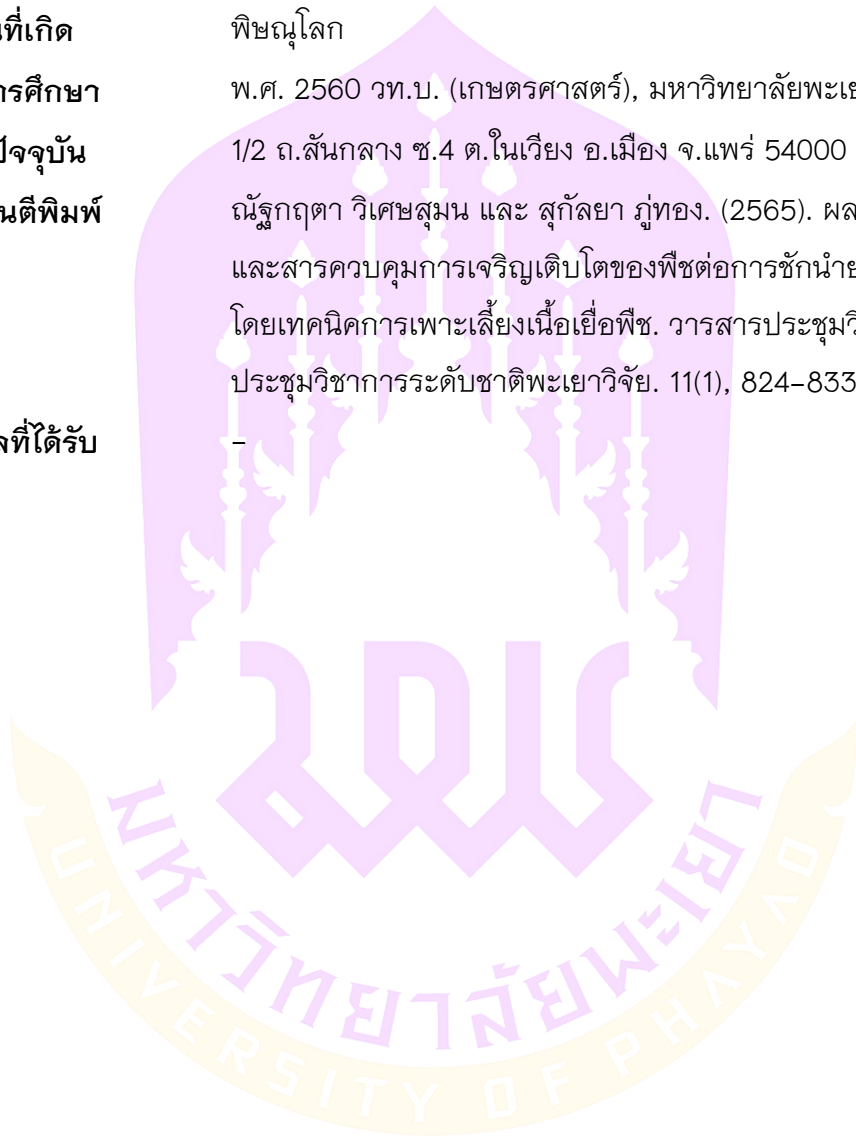 ที่เกิด พิษณุโลก
ารศึกษา พ.ศ. 2560 วท.บ. (เกษตรศาสตร์), มหาวิทยาลัยพะเย
ปัจจุบัน 1/2 ถ.สันกลาง ซ.4 ต.ในเวียง อ.เมือง จ.แพร่ 54000
นตีพิมพ์ ณัฐกฤตา วิเศษสุมน และ สุกัลยา ภู่ทอง. (2565). ผล
และสารควบคุมการเจริญเติบโตของพืชต่อการชักนำย
โดยเทคนิคการเพาะเลี้ยงเนื้อเยื่อพืช. วารสารประชุมวิ
ประชุมวิชาการระดับชาติพะเยาวิจัย. 11(1), 824-833
ที่ได้รับ -
มหาวิทยาลัยพะเยา
UNIVERSITY OF PHAYAO